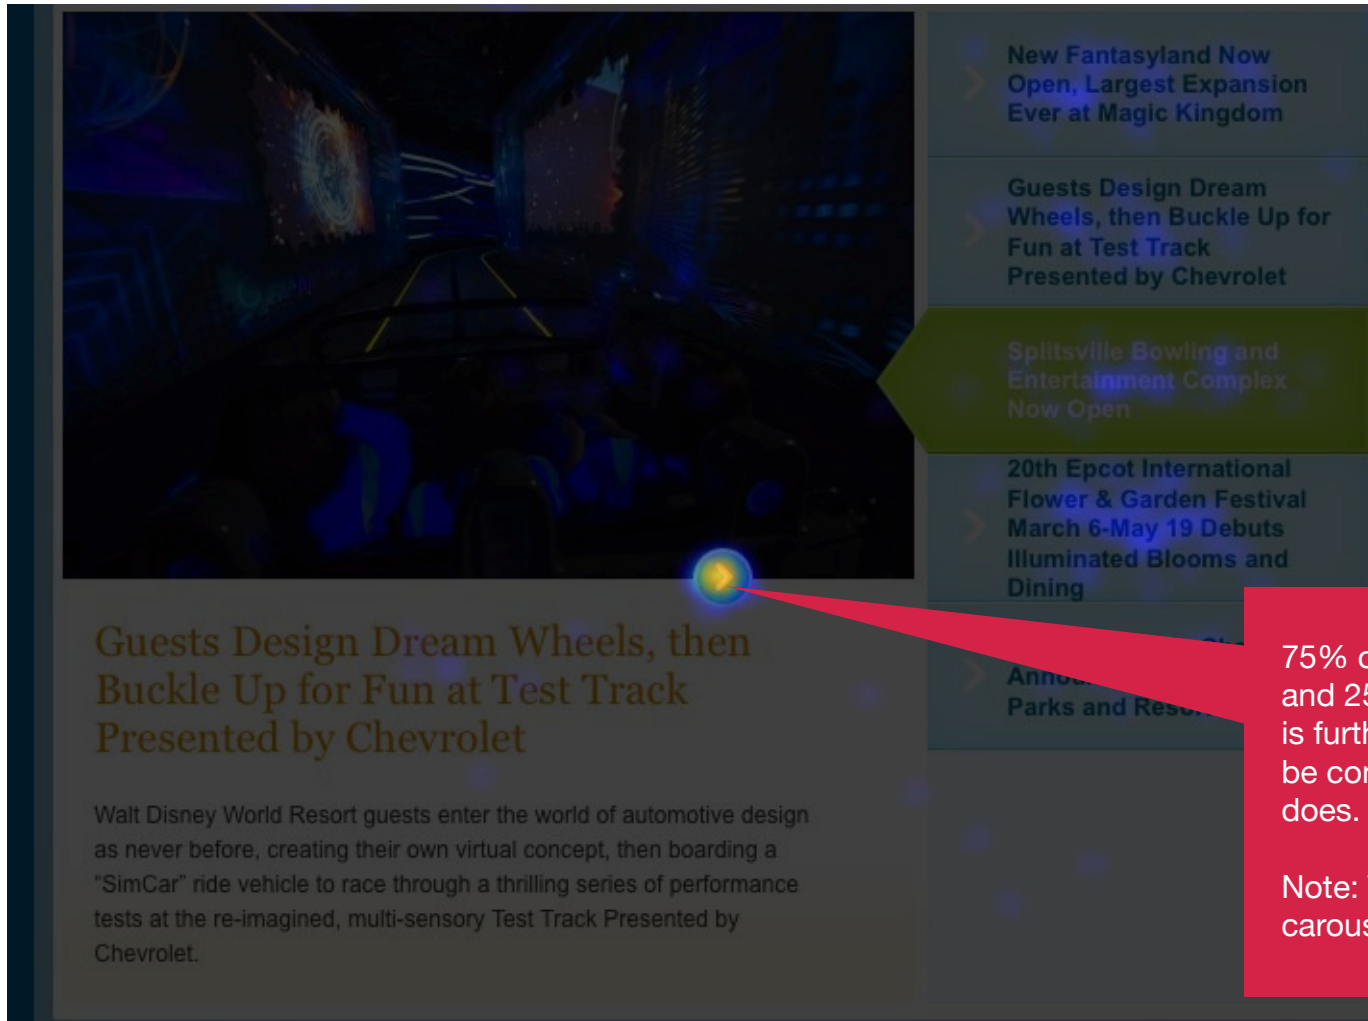 New Fantasyland Now
Open, Largest Expansion
Ever at Magic Kingdom
Guests Design Dream
Wheels, then Buckle Up for
Fun at Test Track
Presented by Chevrolet
Splitsville Bowling and
Entertainment Complex
Now Open
20th Epcot International
Flower & Garden Festival
March 6-May 19 Debuts
Illuminated Blooms and
Dining
Parks and
Guests Design Dream Wheels, then
Buckle Up for Fun at Test Track
Presented by Chevrolet
Walt Disney World Resort guests enter the world of automotive design
as never before, creating their own virtual concept, then boarding a
“SimCar” ride vehicle to race through a thrilling series of performance
tests at the re-imagined, multi-sensory Test Track Presented by
Chevrolet.
75%
and
is
be
does.
Note: